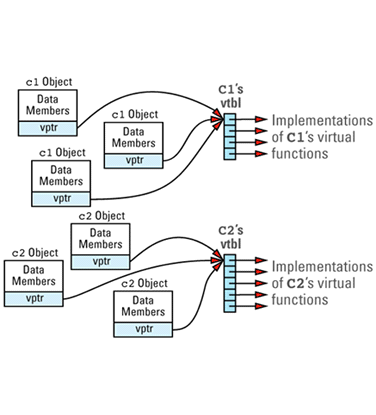 c1 Object
Data
Members
vptr
c1 Object
Data
Members
vptr
c1 Object
Data
Members
vptr
C1's
vtbl
Implementations
of C1's virtual
functions
c2 Object
Data
Members
vptr
c2 Object
Data
Members
vptr
c2 Object
Data
Members
vptr
C2's
vtbl
Implementations
of C2's virtual
functions